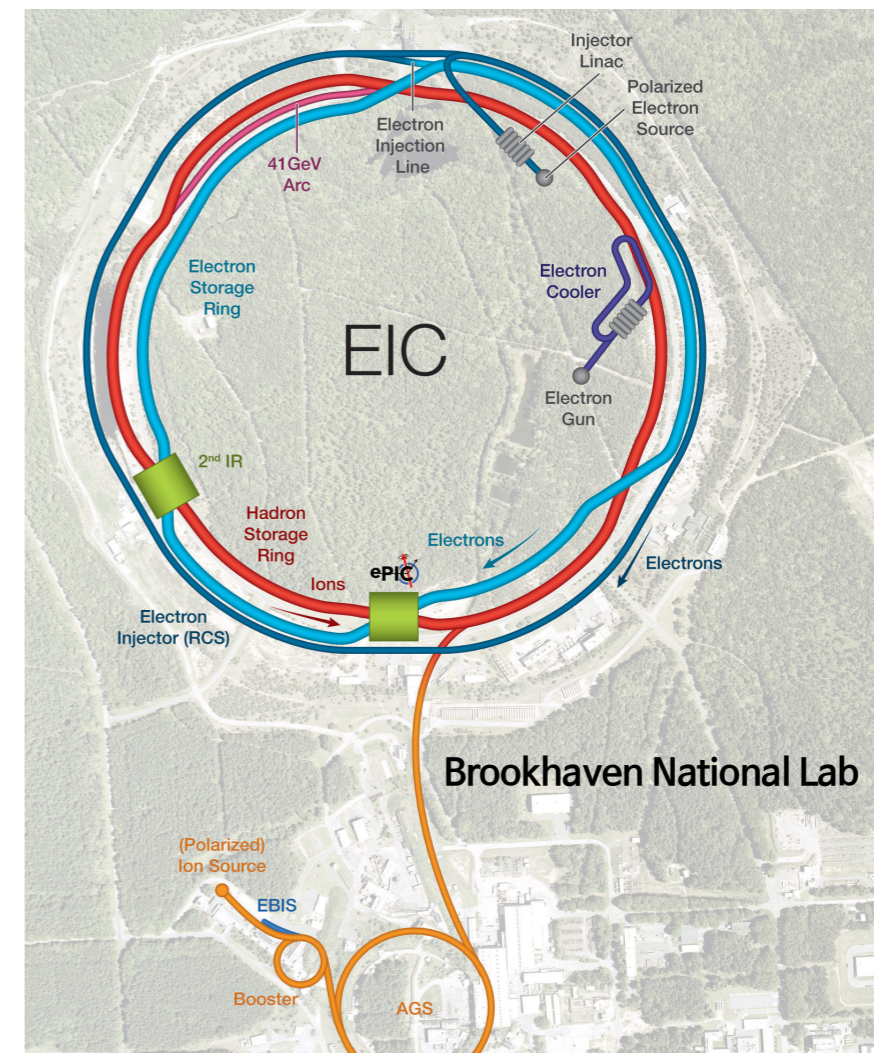 Injector
Linac
Polarized
Electron
Source
Electron
Injection
Line
41GeV
Arc
Electron
Storage
Ring
Electron
Cooler
EIC
Electron
Gun
2nd IR
Hadron
Storage
Ring
Electrons
ePIC
Ions
Electrons
Electron
Injector (RCS)
Brookhaven National Lab
(Polarized)
Ion Source
EBIS
Booster
AGS